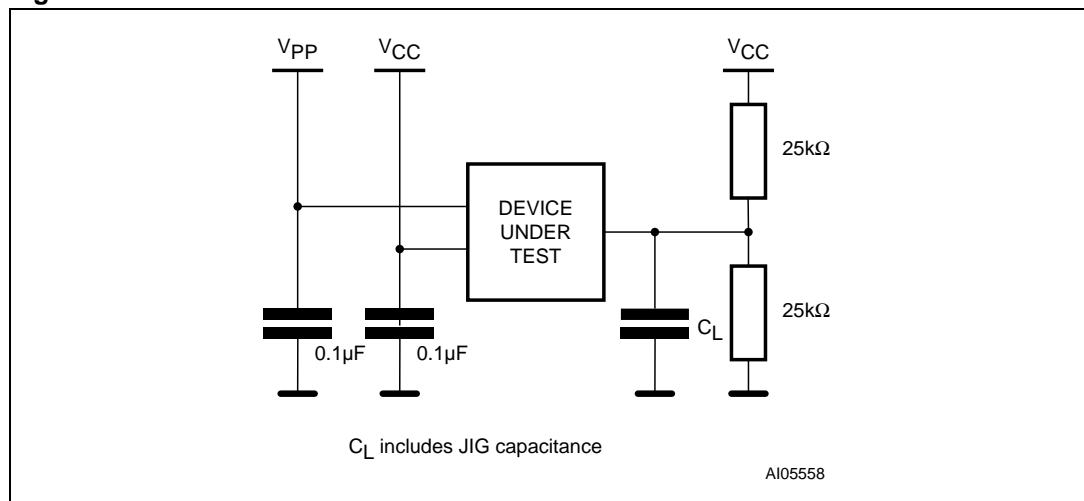 VPP
VCC
VCC
25kΩ
DEVICE
UNDER
TEST
25kΩ
CL
0.1µF
0.1µF
CL includes JIG capacitance
AI05558